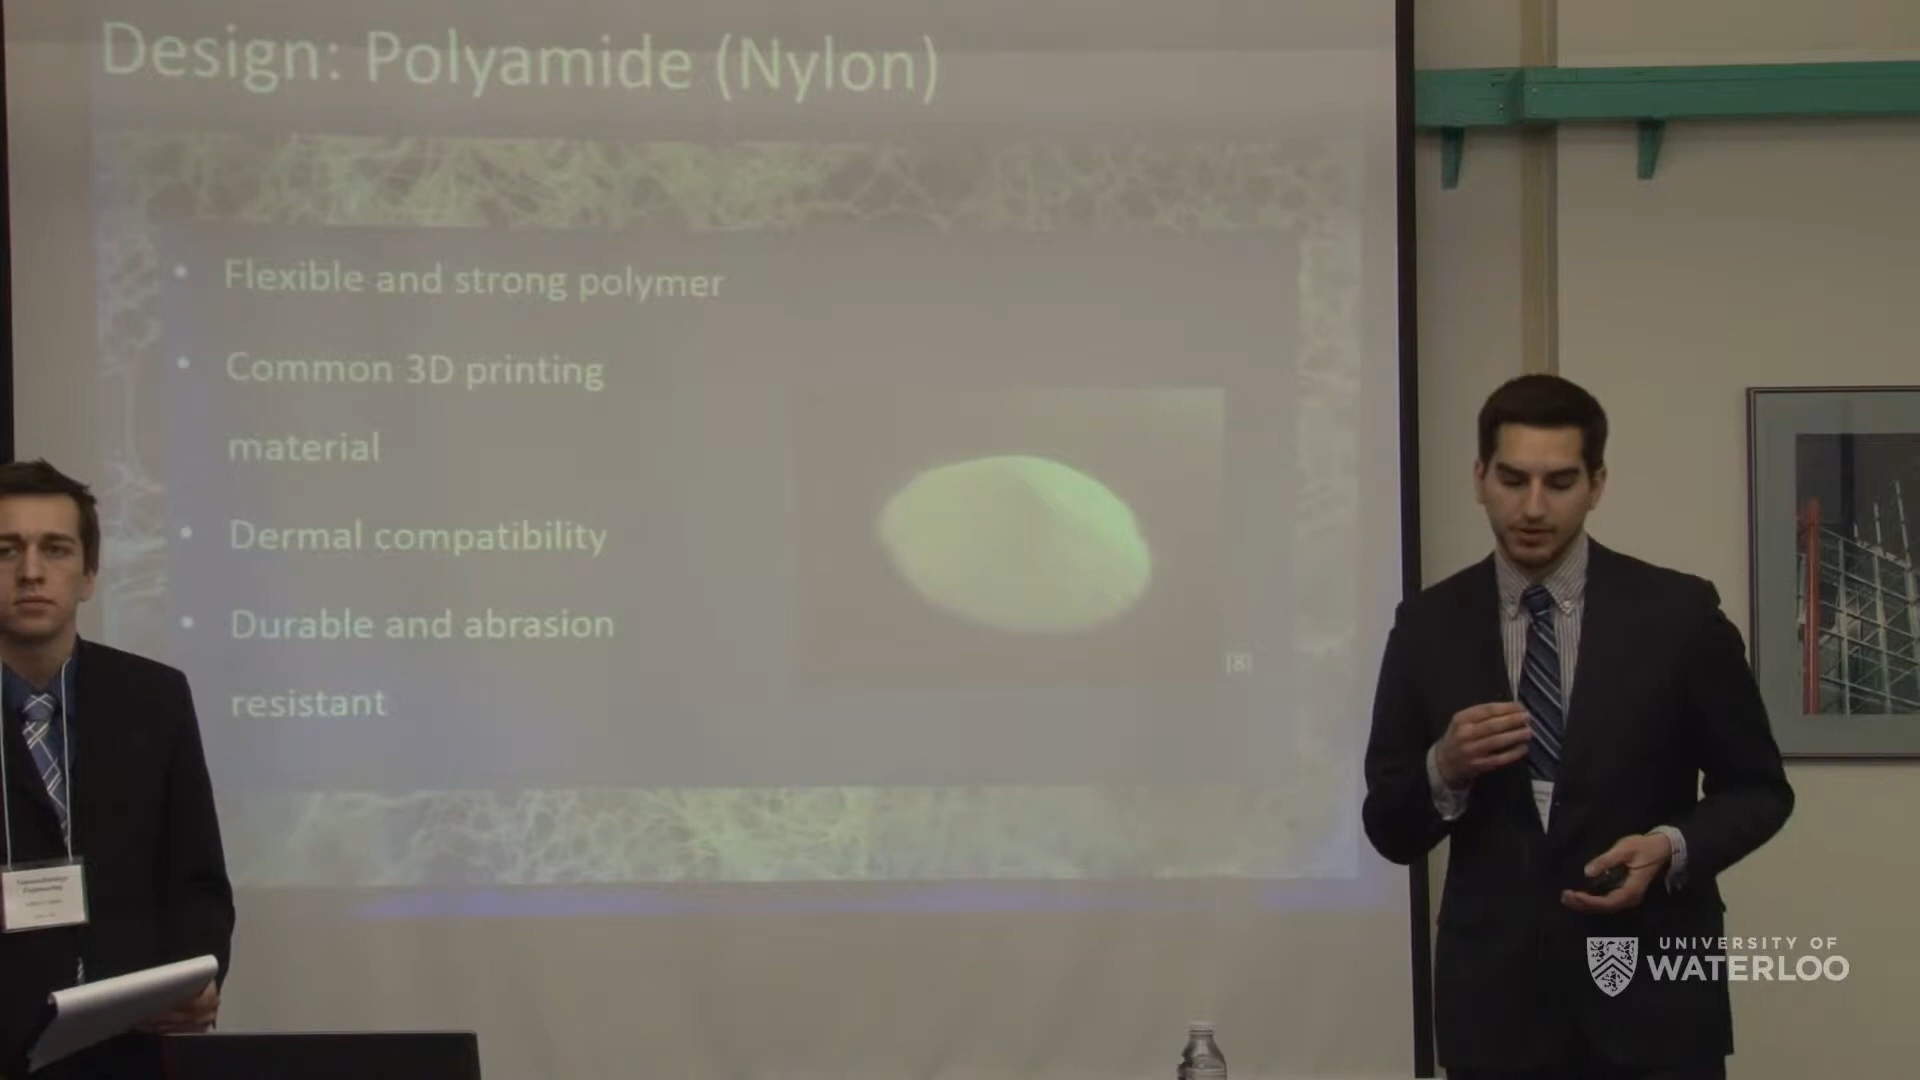 Design: Polyamide (Nylon)
• Flexible and strong polymer
• Common 3D printing
material
• Dermal compatibility
• Durable and abrasion
resistant
[8]
UNIVERSITY OF
WATERLOO